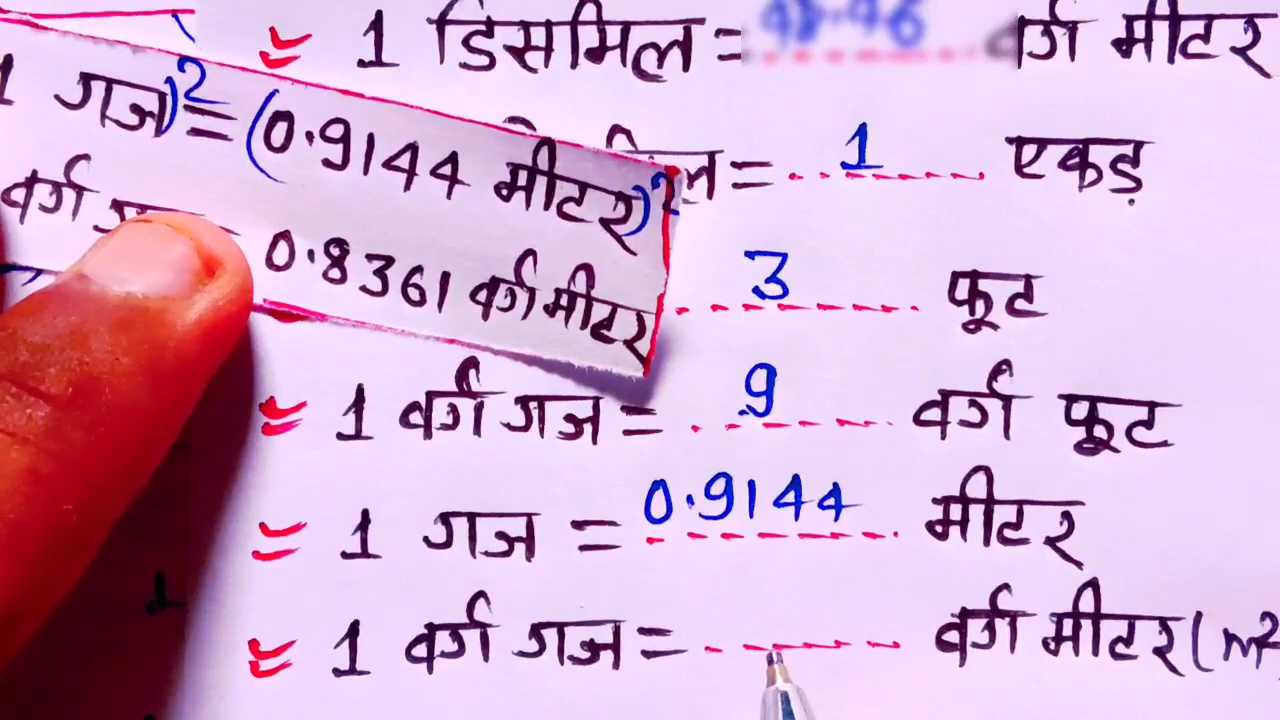 1 डिसमिल = वर्ग मीटर
= 1 एकड़
3 फूट
1 वर्ग गज = 9 वर्ग फूट
1 गज = 0.9144 मीटर
1 वर्ग गज = वर्ग मीटर (m²
1 गज)² = (0.9144 मीटर)²
वर्ग = 0.8361 वर्ग मीटर